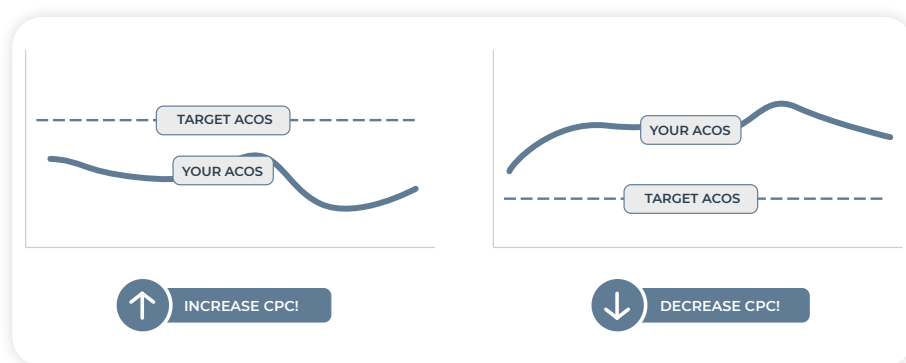 TARGET ACOS
YOUR ACOS
INCREASE CPC!
YOUR ACOS
TARGET ACOS
DECREASE CPC!